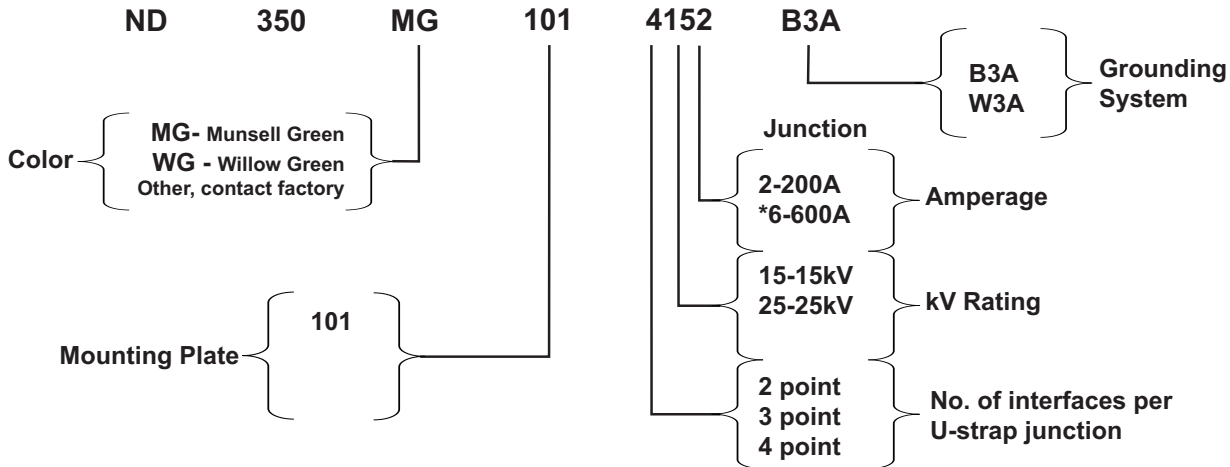 ND 350 MG 101 4152 B3A
B3A
W3A
Grounding
System
Junction
MG- Munsell Green
WG - Willow Green
Other, contact factory
Color
2-200A
*6-600A
Amperage
15-15kV
25-25kV
kV Rating
101
Mounting Plate
2 point
3 point
4 point
No. of interfaces per
U-strap junction